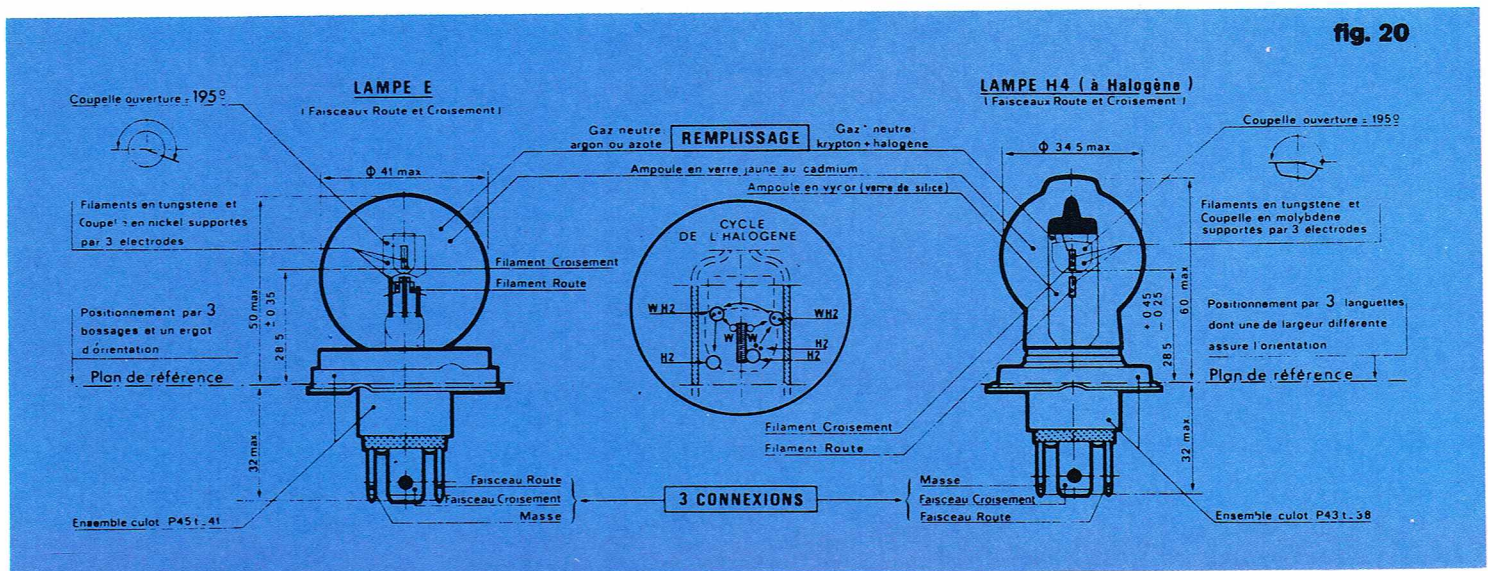 fig. 20
LAMPE E
( Faisceaux Route et Croisement )
Coupelle ouverture = 195º
Φ 41 max
Filaments en tungstène et
Coupelle en nickel supportés
par 3 electrodes
50 max
28,5 ± 0,35
Positionnement par 3
bossages et un ergot
d'orientation
Plan de référence
32 max
Ensemble culot P45t_41
Filament Croisement
Filament Route
Faisceau Route
Faisceau Croisement
Masse
Gaz neutre
argon ou azote
REMPLISSAGE
Gaz neutre
krypton + halogène
Ampoule en verre jaune au cadmium
Ampoule en vycor (verre de silice)
CYCLE
DE L'HALOGENE
WH2
WH2
W
W
H2
H2
H2
Filament Croisement
Filament Route
3 CONNEXIONS
LAMPE H4 ( à Halogène )
( Faisceaux Route et Croisement )
Coupelle ouverture = 195º
Φ 34 5 max
Filaments en tungstène et
Coupelle en molybdène
supportés par 3 électrodes
60 max
28,5 + 0,45 - 0,25
Positionnement par 3 languettes
dont une de largeur différente
assure l'orientation
Plan de référence
32 max
Masse
Faisceau Croisement
Faisceau Route
Ensemble culot P43t_38